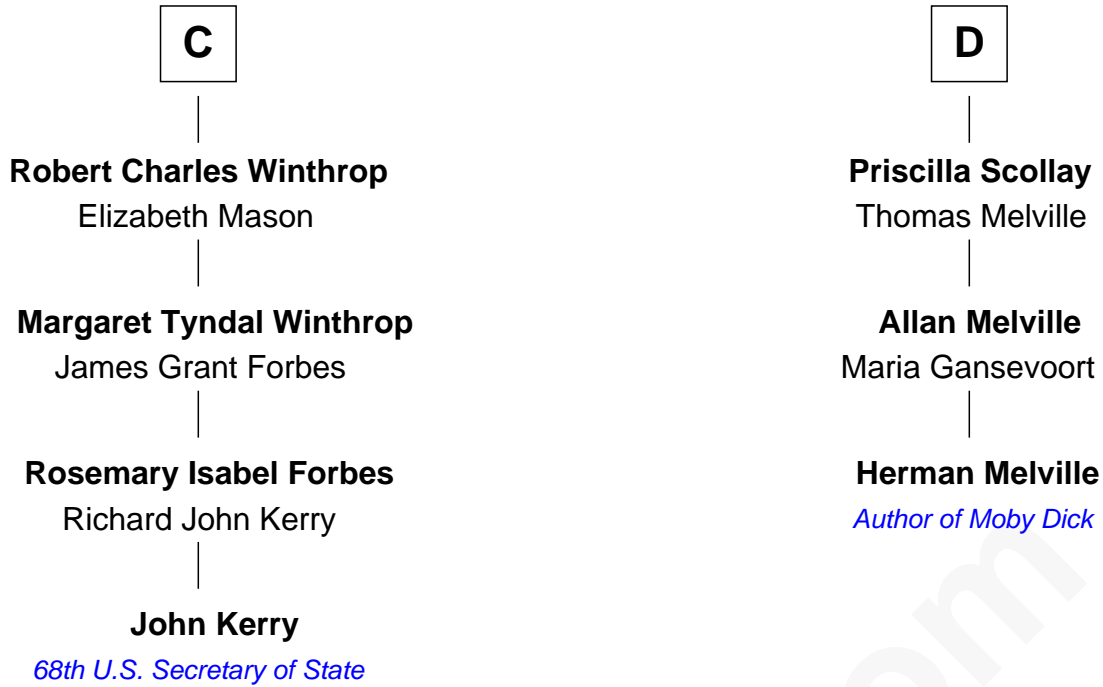 C
Robert Charles Winthrop
Elizabeth Mason
Margaret Tyndal Winthrop
James Grant Forbes
Rosemary Isabel Forbes
Richard John Kerry
John Kerry
68th U.S. Secretary of State
D
Priscilla Scollay
Thomas Melville
Allan Melville
Maria Gansevoort
Herman Melville
Author of Moby Dick
om